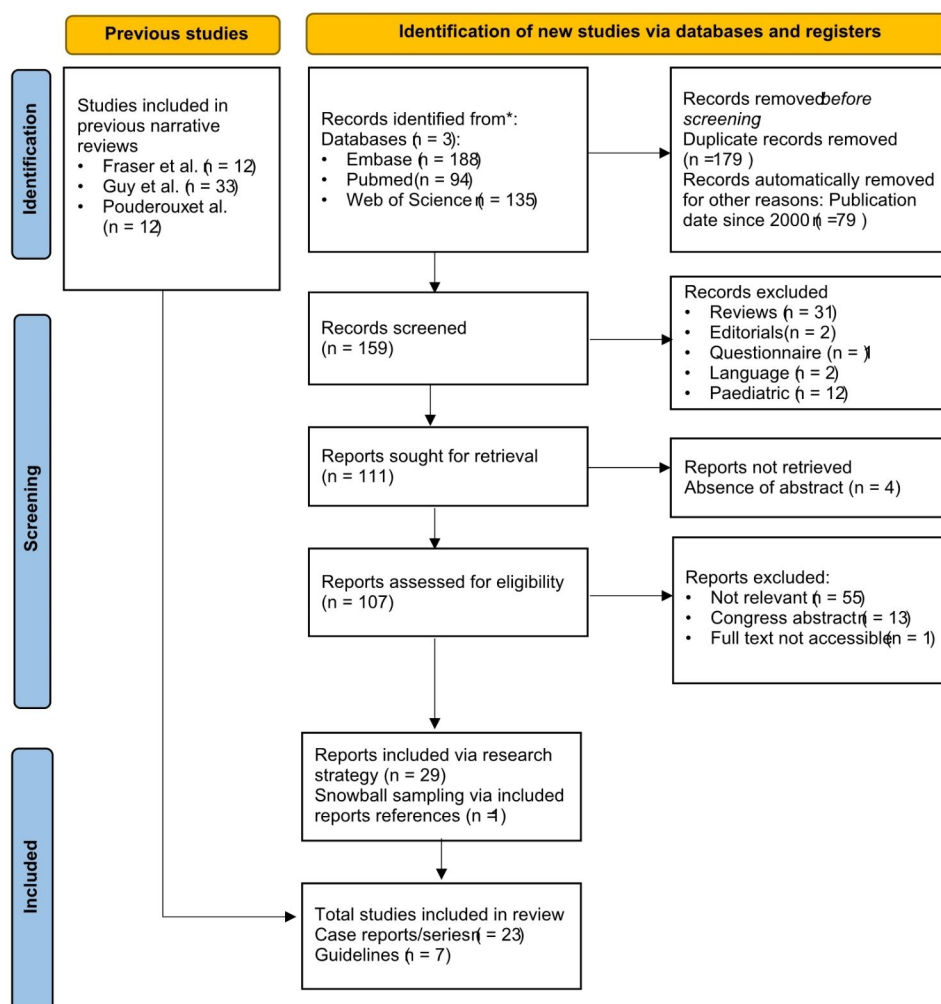 Previous studies
Identification of new studies via databases and registers
Identification
Studies included in
previous narrative
reviews
• Fraser et al. (n = 12)
• Guy et al. (n = 33)
• Pouderouxet al.
(n = 12)
Records identified from*:
Databases (n = 3):
• Embase (n = 188)
• Pubmed(n = 94)
• Web of Science (n = 135)
Records removed before
screening
Duplicate records removed
(n =179 )
Records automatically removed
for other reasons: Publication
date since 2000 (n =79 )
Screening
Records screened
(n = 159)
Records excluded
• Reviews (n = 31)
• Editorials(n = 2)
• Questionnaire (n = 1)
• Language (n = 2)
• Paediatric (n = 12)
Reports sought for retrieval
(n = 111)
Reports not retrieved
Absence of abstract (n = 4)
Reports assessed for eligibility
(n = 107)
Reports excluded:
• Not relevant (n = 55)
• Congress abstract(n = 13)
• Full text not accessible(n = 1)
Included
Reports included via research
strategy (n = 29)
Snowball sampling via included
reports references (n =1)
Total studies included in review
Case reports/series(n = 23)
Guidelines (n = 7)